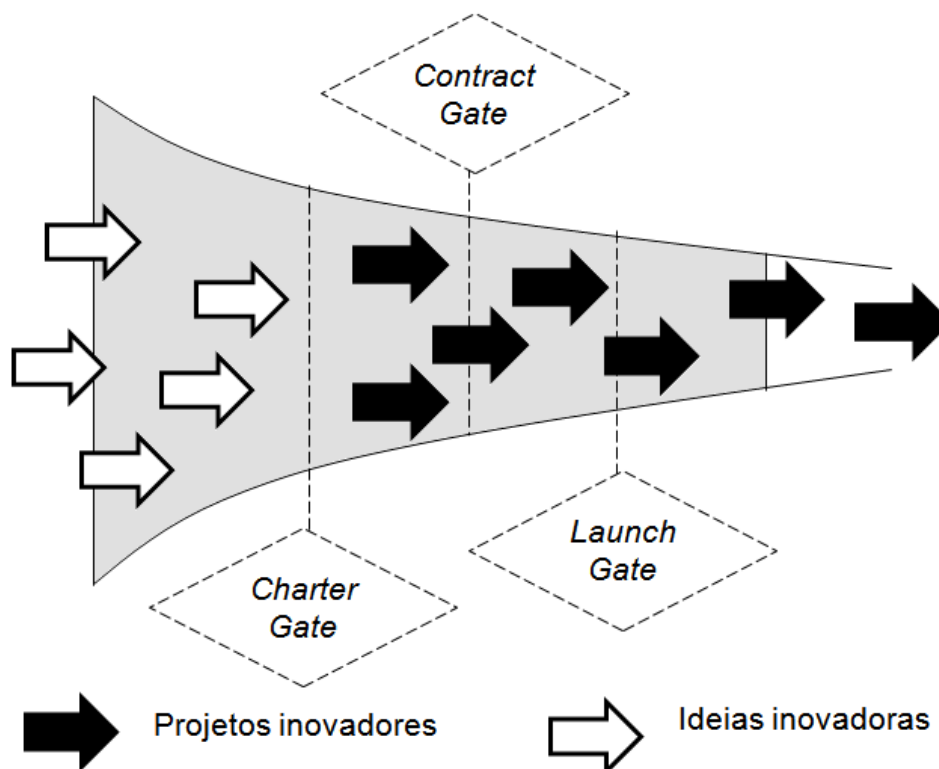 Contract
Gate
Launch
Gate
Charter
Gate
Projetos inovadores
Ideias inovadoras